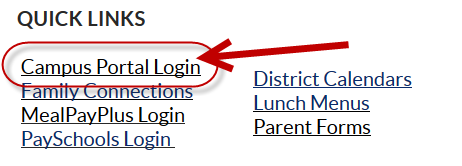 QUICK LINKS
Campus Portal Login
Family Connections
MealPayPlus Login
PaySchools Login
District Calendars
Lunch Menus
Parent Forms